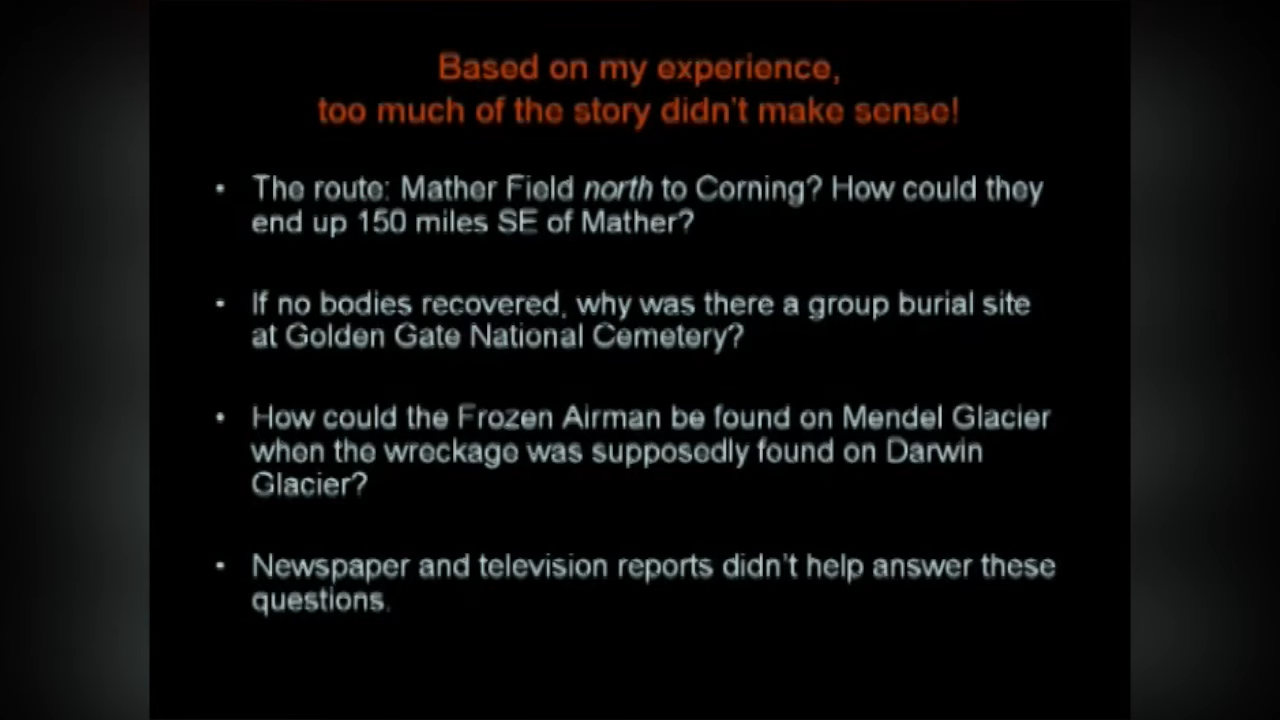 Based on my experience,
too much of the story didn't make sense!
• The route: Mather Field north to Corning? How could they
end up 150 miles SE of Mather?
• If no bodies recovered, why was there a group burial site
at Golden Gate National Cemetery?
• How could the Frozen Airman be found on Mendel Glacier
when the wreckage was supposedly found on Darwin
Glacier?
• Newspaper and television reports didn't help answer these
questions.